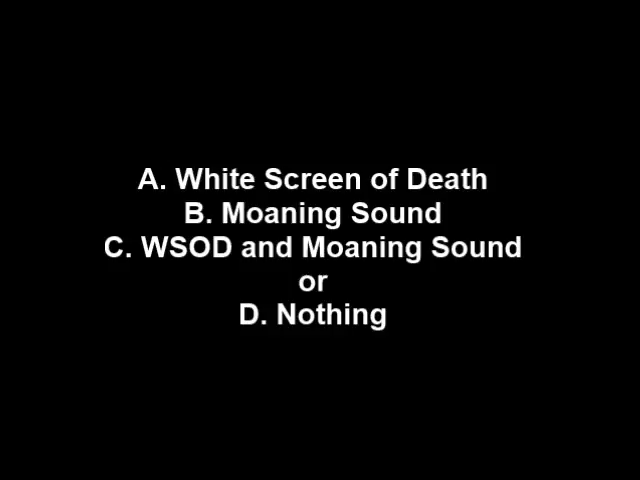 A. White Screen of Death
B. Moaning Sound
C. WSOD and Moaning Sound
or
D. Nothing